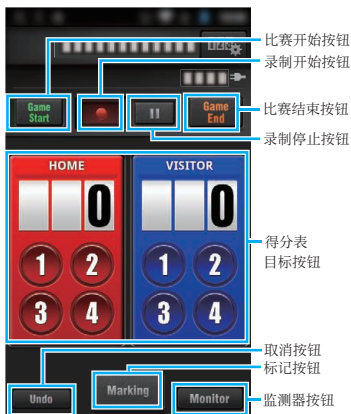 比赛开始按钮
录制开始按钮
Game Start
Game End
比赛结束按钮
录制停止按钮
HOME
VISITOR
0
0
得分表
目标按钮
1 2
1 2
3 4
3 4
取消按钮
标记按钮
Undo
Marking
Monitor
监测器按钮